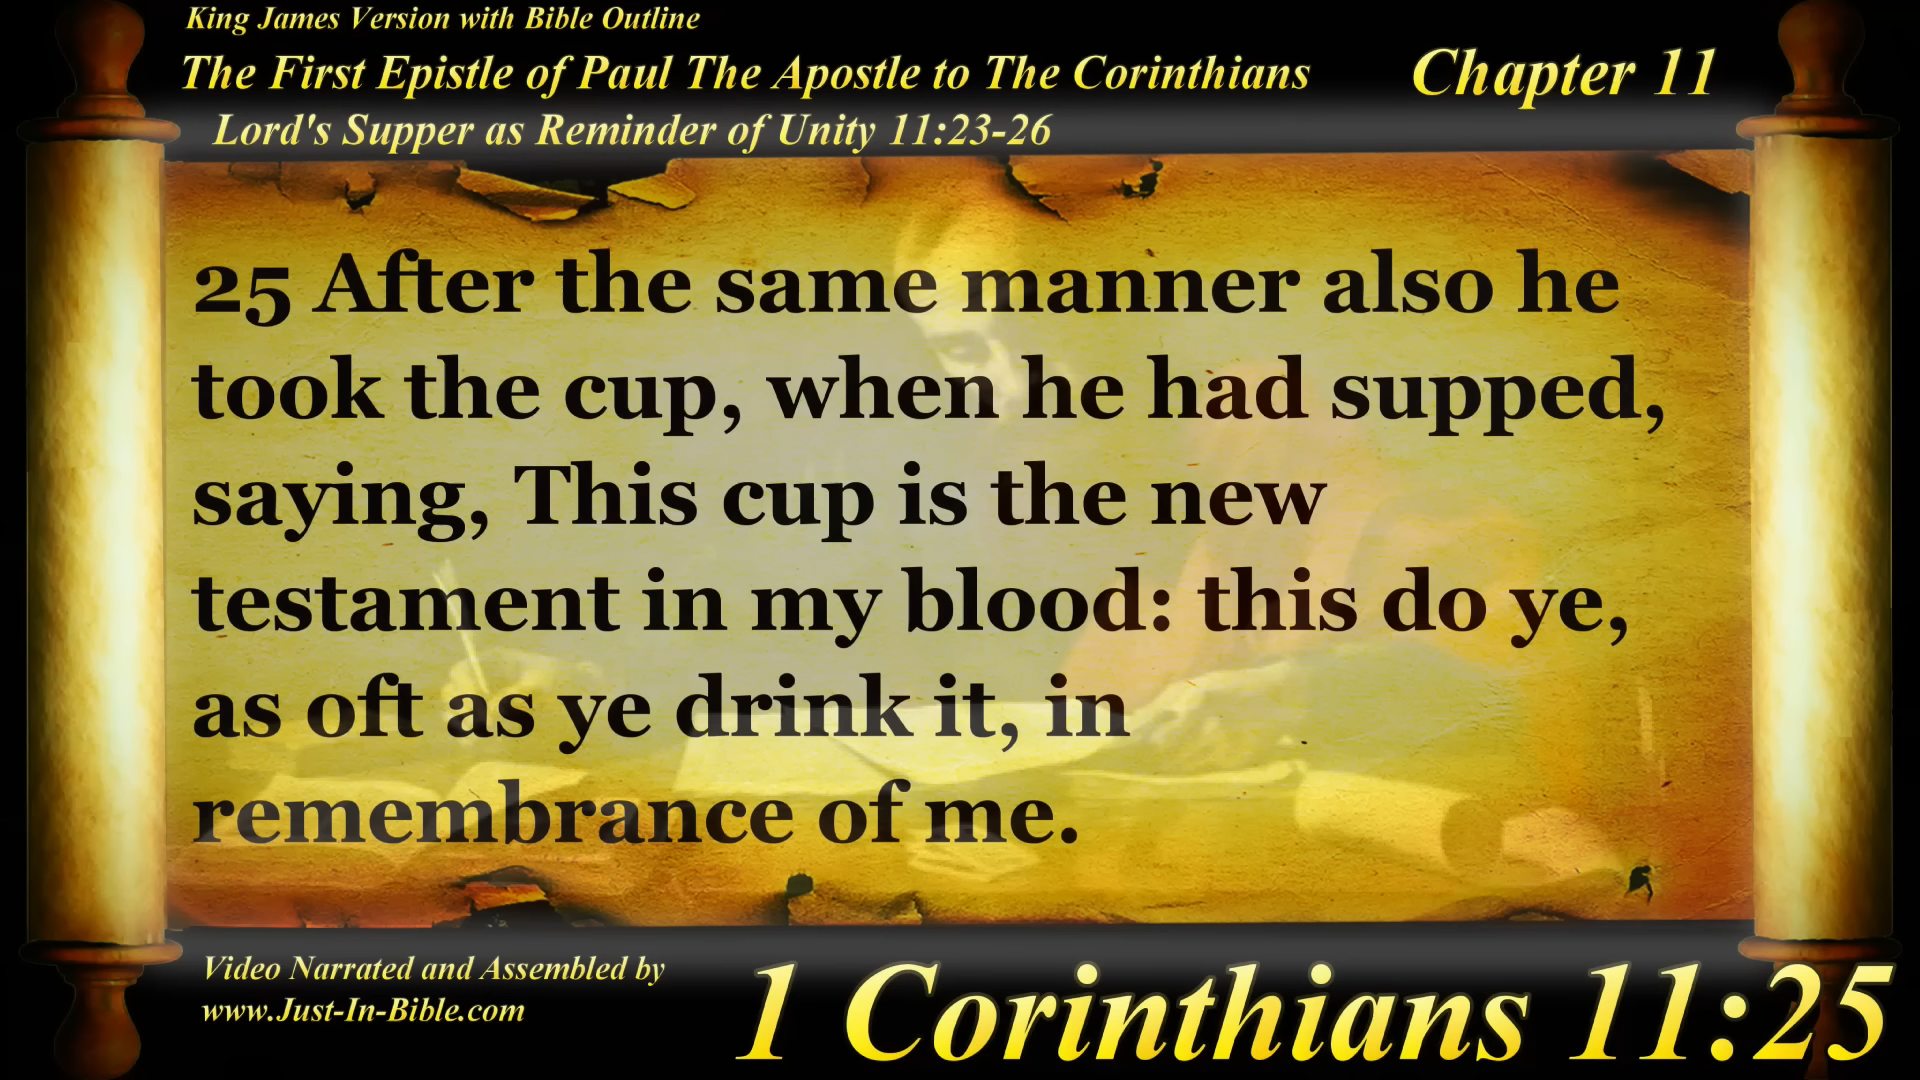 King James Version with Bible Outline
The First Epistle of Paul The Apostle to The Corinthians
Chapter 11
Lord's Supper as Reminder of Unity 11:23-26
25 After the same manner also he
took the cup, when he had supped,
saying, This cup is the new
testament in my blood: this do ye,
as oft as ye drink it, in
remembrance of me.
Video Narrated and Assembled by
www.Just-In-Bible.com
1 Corinthians 11:25